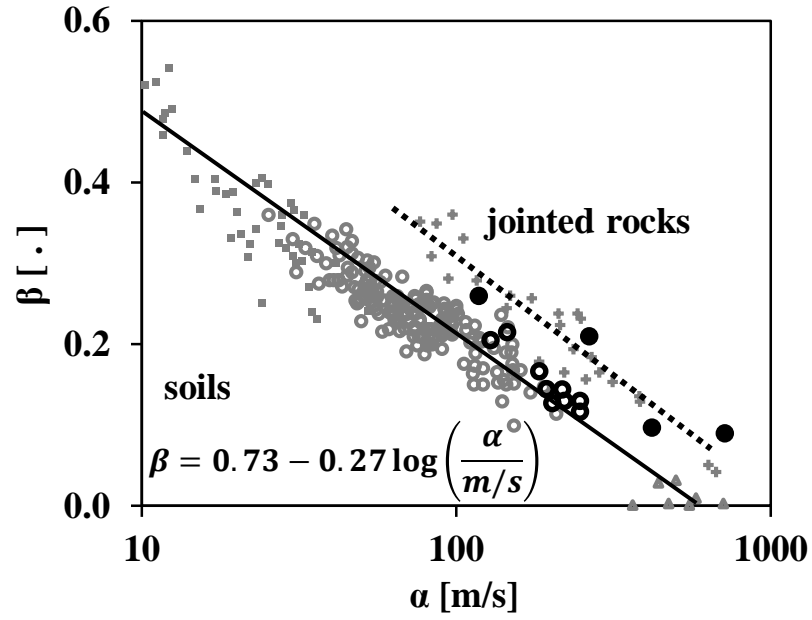 0.6
0.4
0.2
0.0
β [ . ]
jointed rocks
soils
β = 0.73 − 0.27 log(α/(m/s))
10
100
1000
α [m/s]